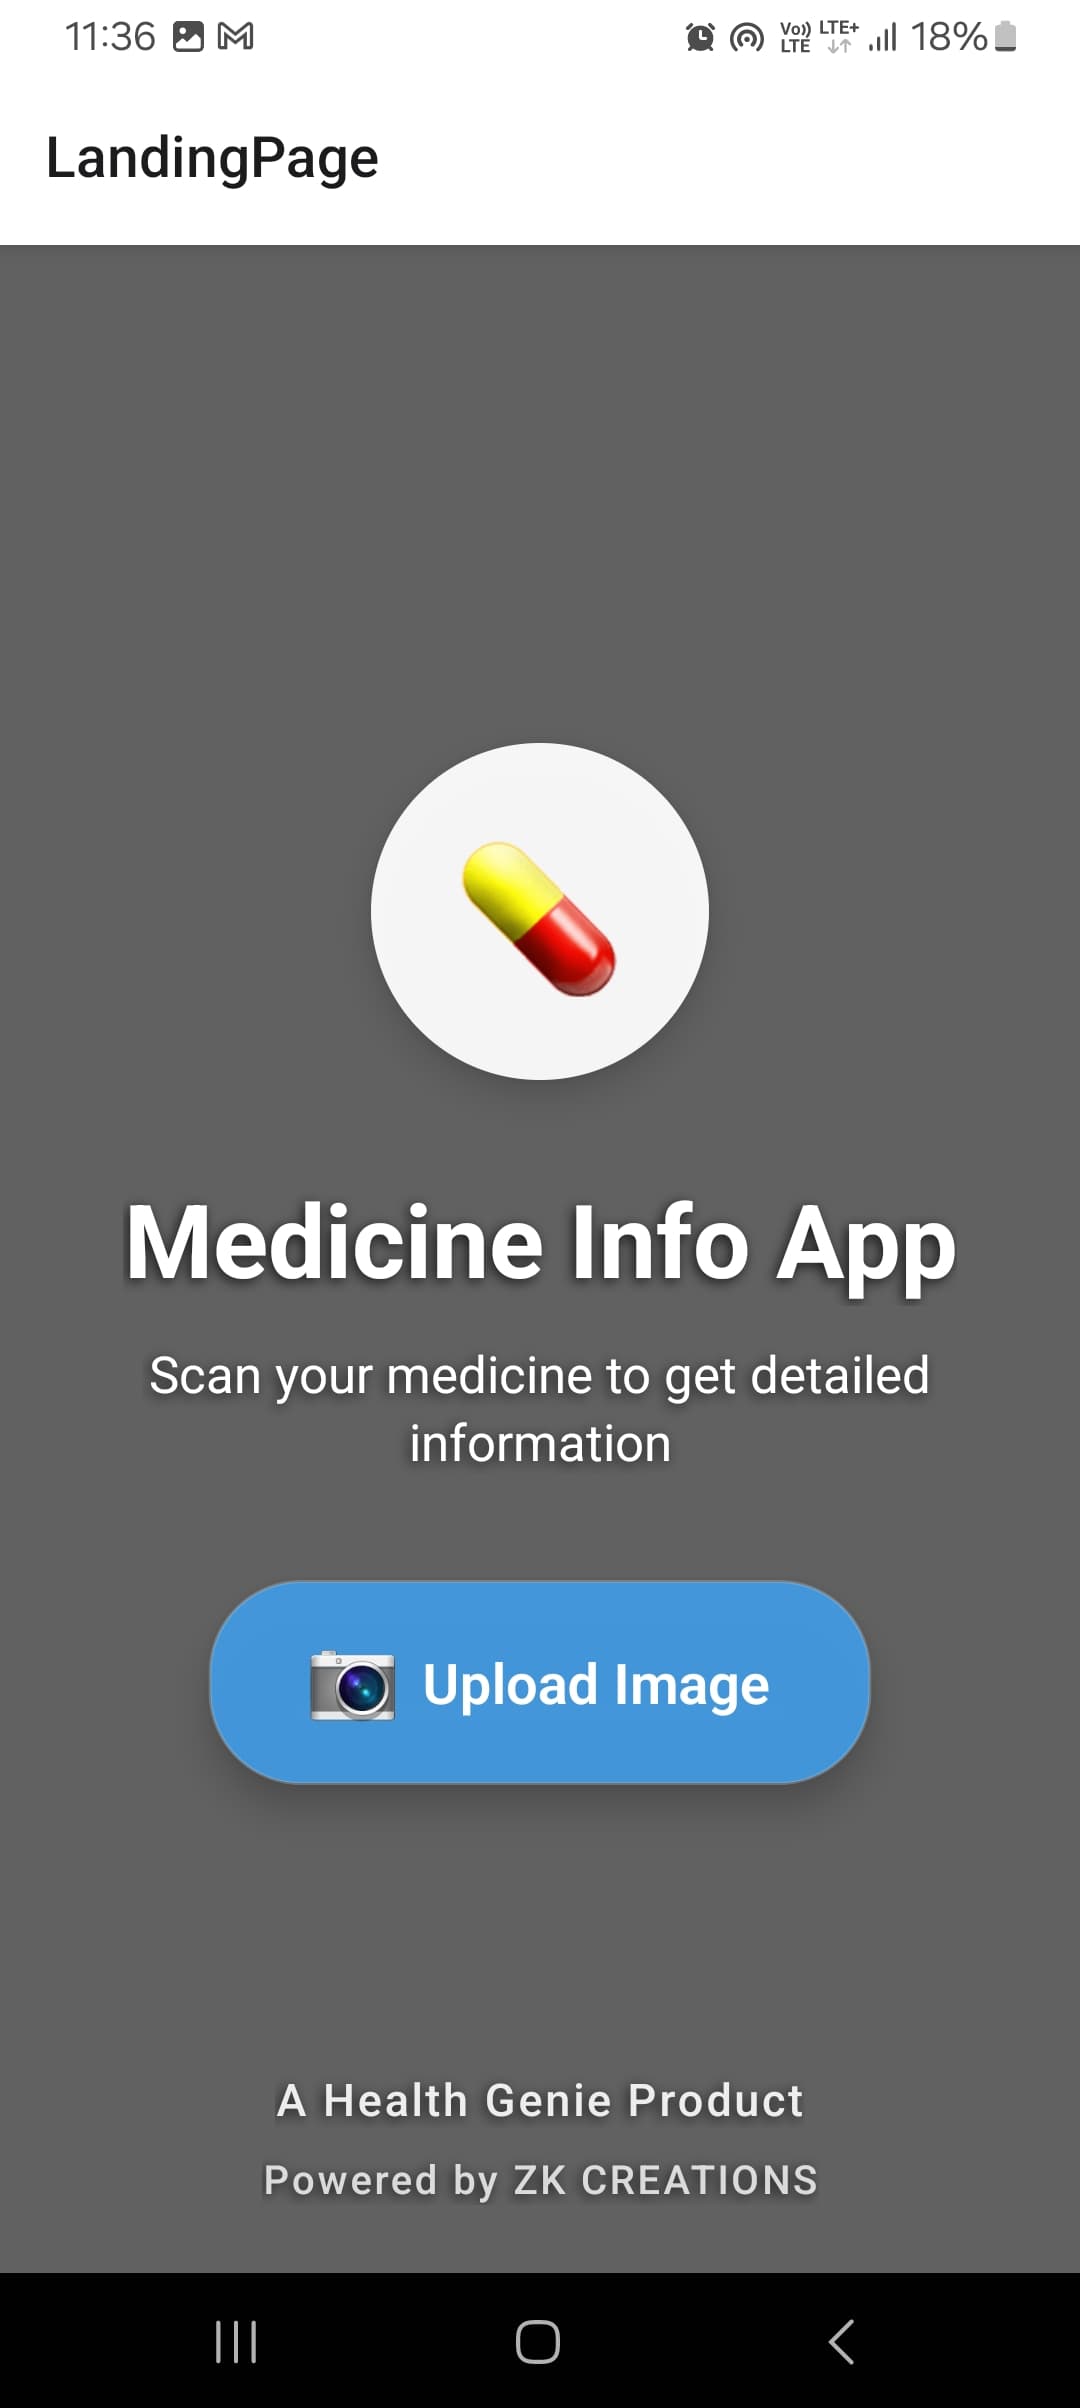 11:36 Vo)) LTE LTE+ 18%
LandingPage
Medicine Info App
Scan your medicine to get detailed
information
Upload Image
A Health Genie Product
Powered by ZK CREATIONS